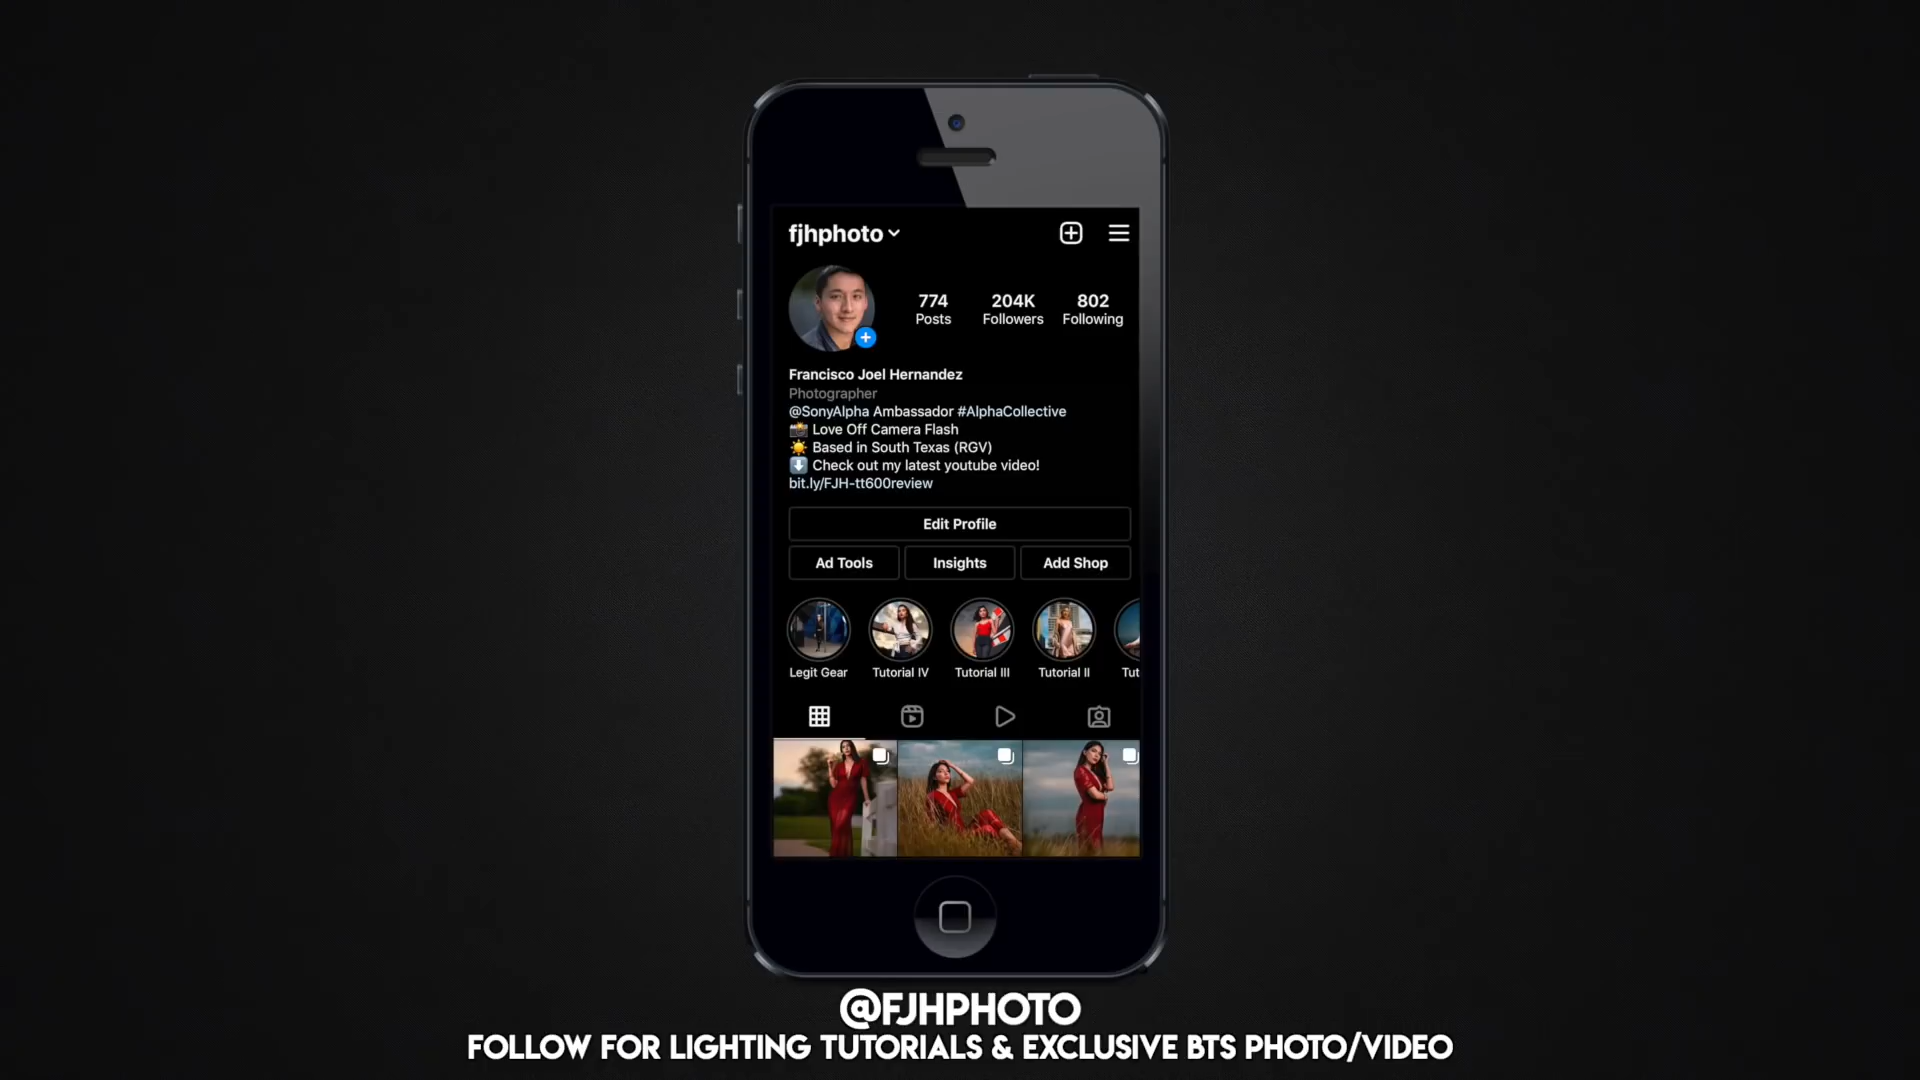 fjhphoto
774 204K 802
Posts Followers Following
Francisco Joel Hernandez
Photographer
@SonyAlpha Ambassador #AlphaCollective
Love Off Camera Flash
Based in South Texas (RGV)
Check out my latest youtube video!
bit.ly/FJH-tt600review
Edit Profile
Ad Tools Insights Add Shop
Legit Gear Tutorial IV Tutorial III Tutorial II Tut
@FJHPHOTO
FOLLOW FOR LIGHTING TUTORIALS & EXCLUSIVE BTS PHOTO/VIDEO